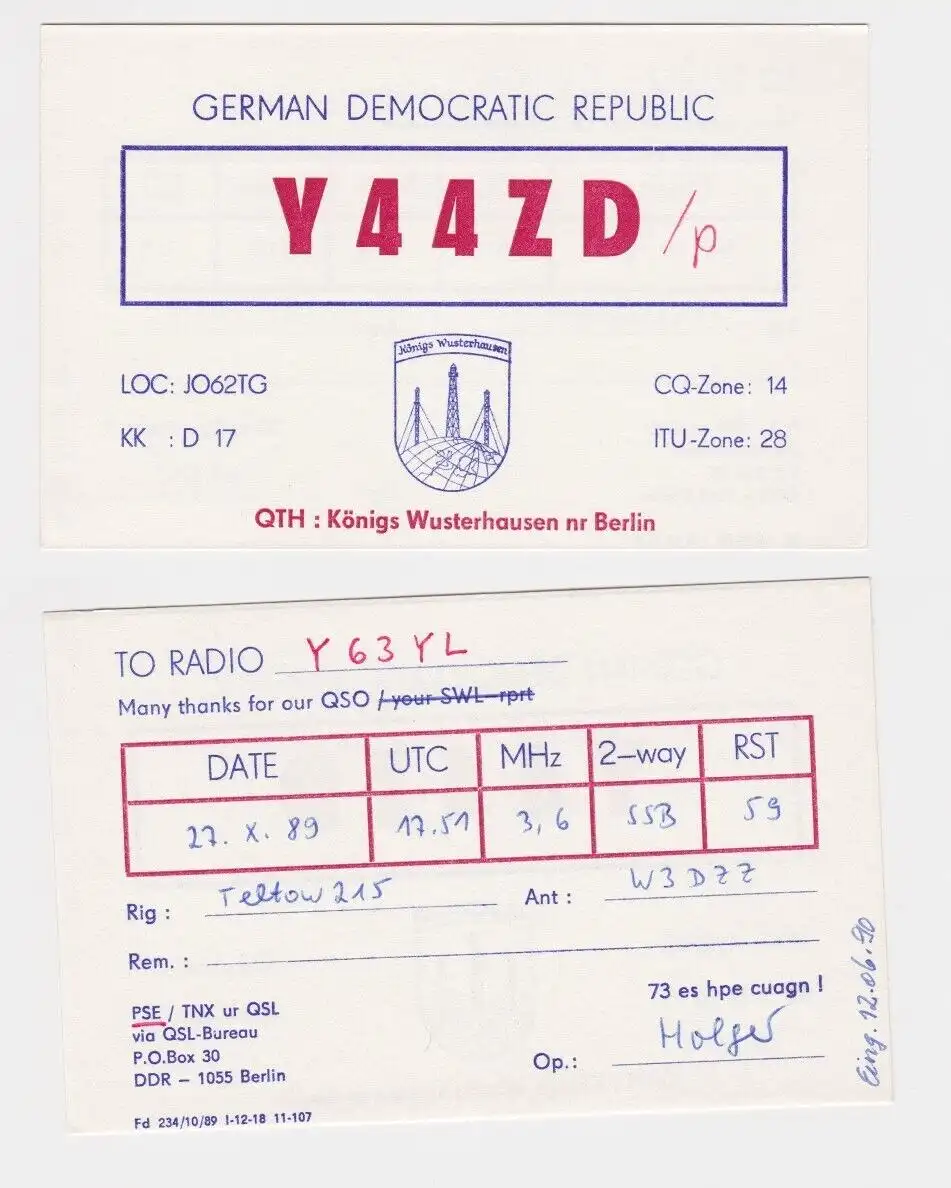 GERMAN DEMOCRATIC REPUBLIC
Y44ZD/p
Königs Wusterhausen
LOC: JO62TG
CQ-Zone: 14
KK : D 17
ITU-Zone: 28
QTH : Königs Wusterhausen nr Berlin
TO RADIO Y63YL
Many thanks for our QSO / your SWL-rprt
DATE UTC MHz 2-way RST
27. X. 89 17.51 3,6 SSB 59
Rig : Teltow 215 Ant : W3DZZ
Rem. :
73 es hpe cuagn !
PSE / TNX ur QSL
via QSL-Bureau
P.O.Box 30
DDR – 1055 Berlin
Op.: Holger
Fd 234/10/89 I-12-18 11-107
Eing. 12.06.90